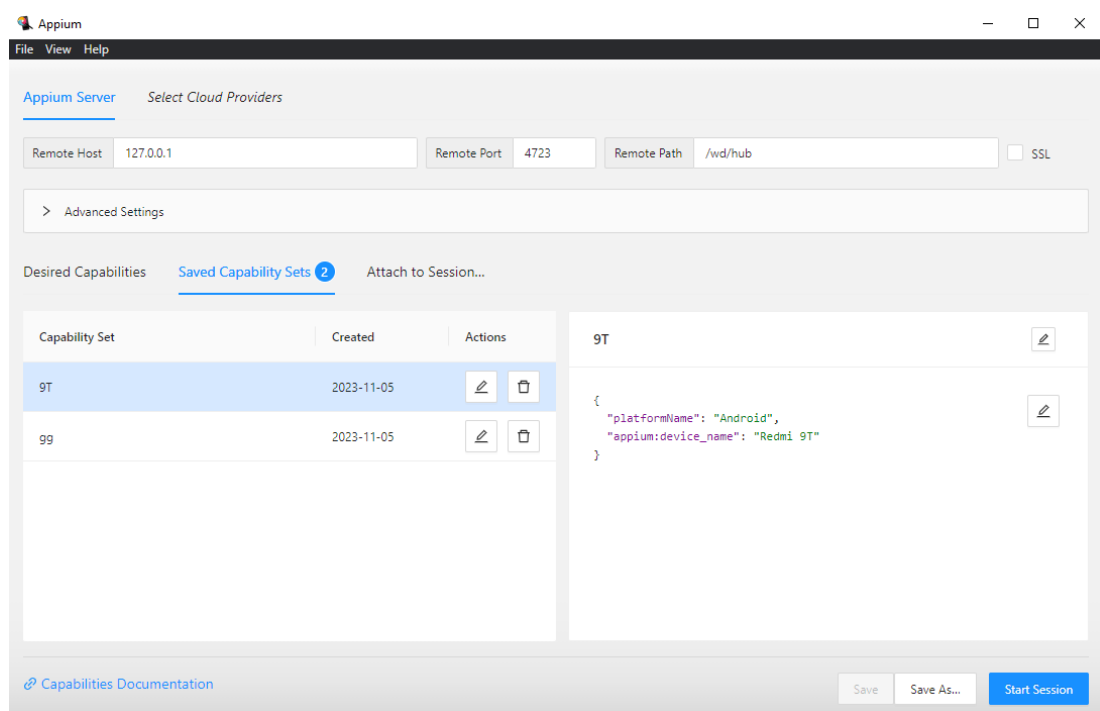 Appium
File View Help
Appium Server Select Cloud Providers
Remote Host 127.0.0.1 Remote Port 4723 Remote Path /wd/hub SSL
Advanced Settings
Desired Capabilities Saved Capability Sets 2 Attach to Session...
Capability Set Created Actions
9T 2023-11-05
gg 2023-11-05
9T
{
"platformName": "Android",
"appium:device_name": "Redmi 9T"
}
Capabilities Documentation
Save Save As... Start Session